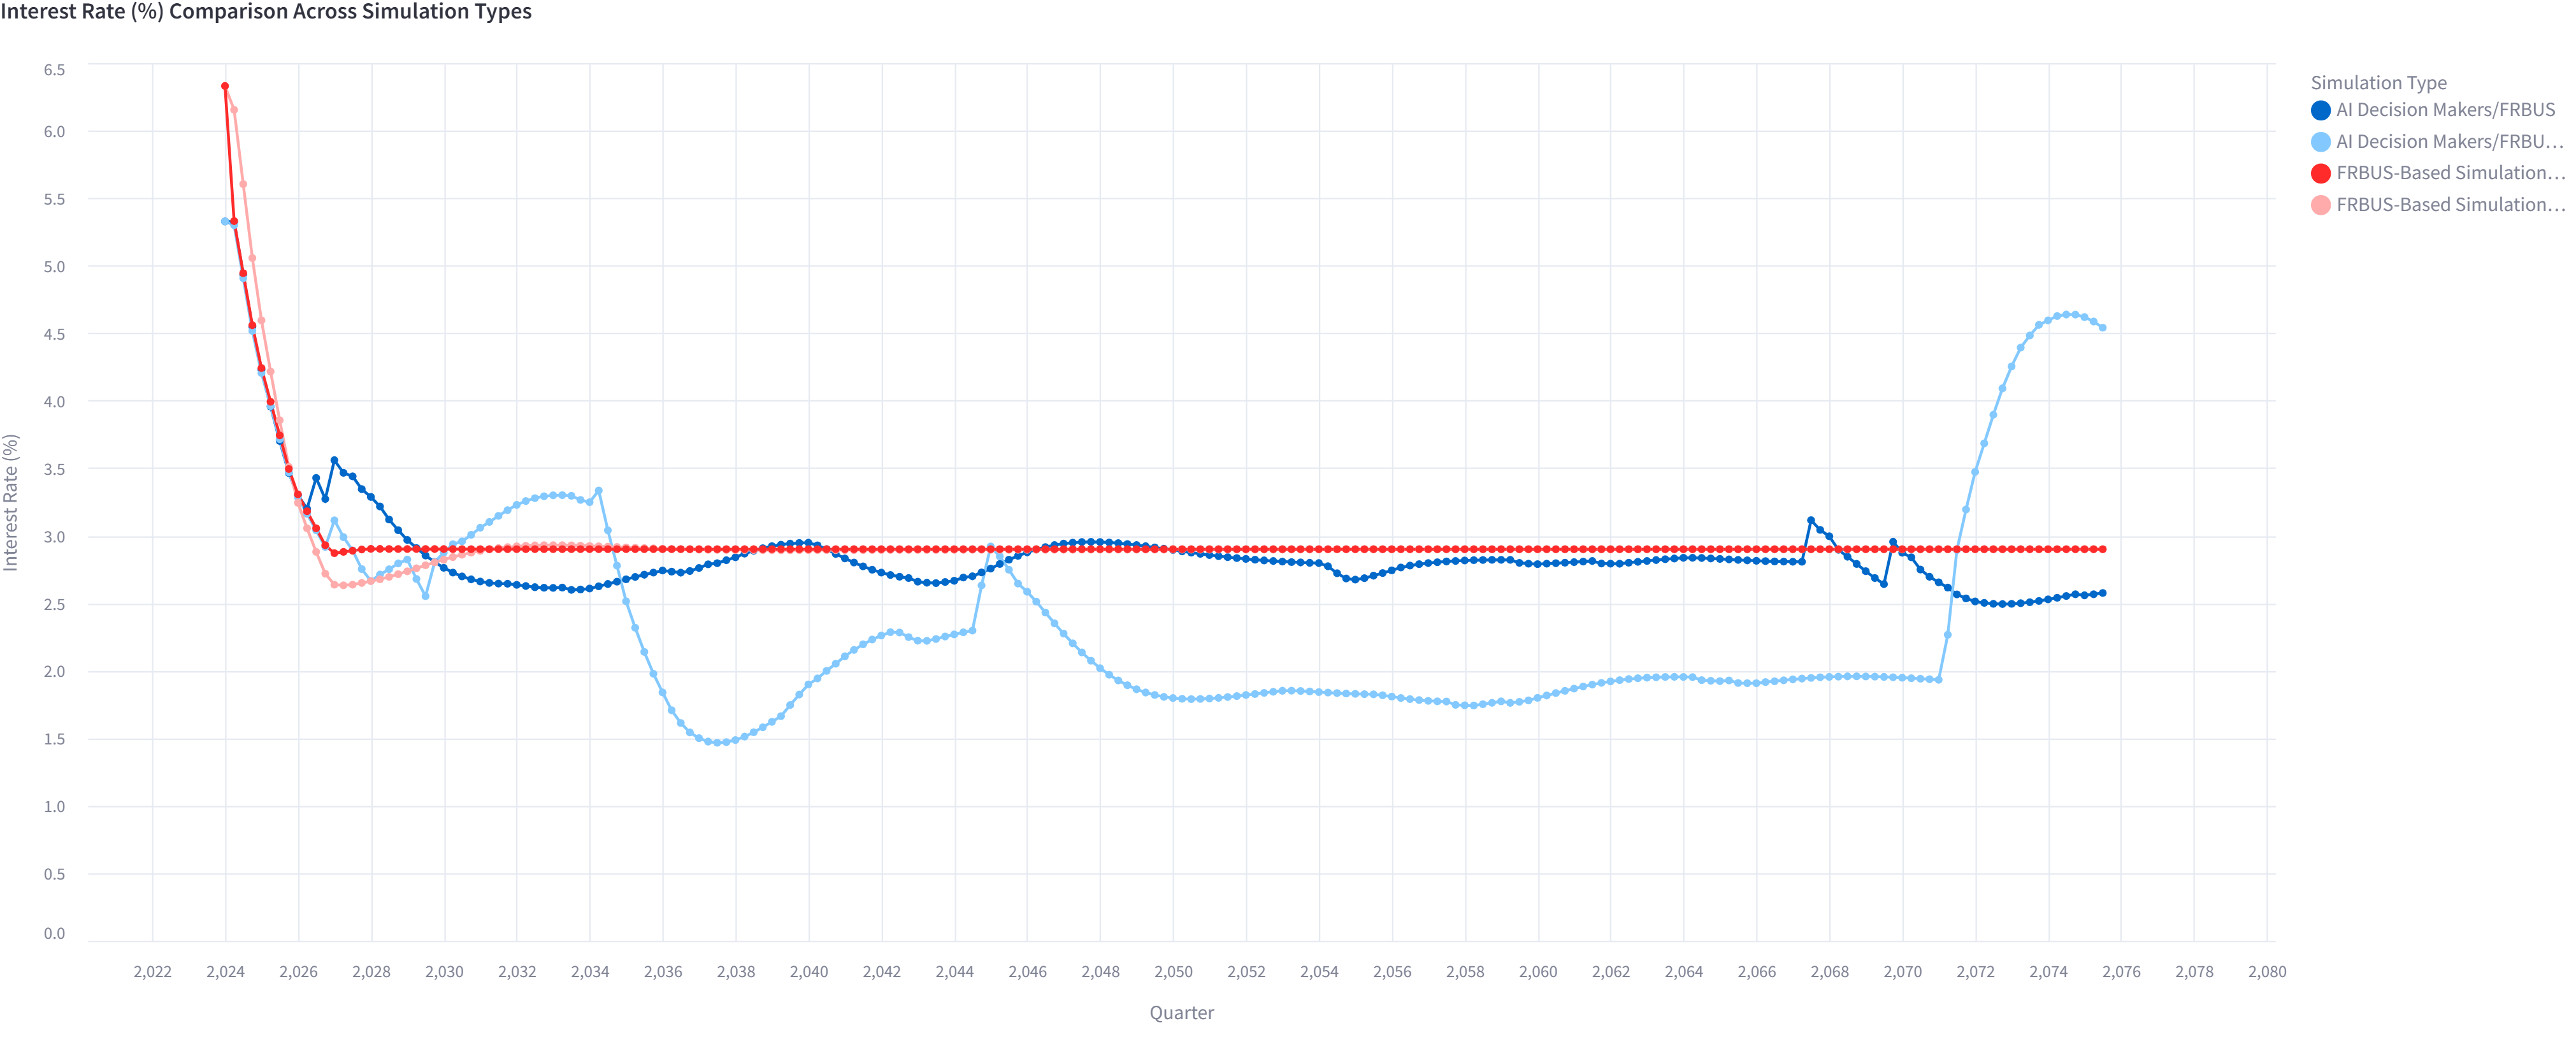 Interest Rate (%) Comparison Across Simulation Types
6.5
6.0
5.5
5.0
4.5
4.0
3.5
3.0
2.5
2.0
1.5
1.0
0.5
0.0
Interest Rate (%)
2,022 2,024 2,026 2,028 2,030 2,032 2,034 2,036 2,038 2,040 2,042 2,044 2,046 2,048 2,050 2,052 2,054 2,056 2,058 2,060 2,062 2,064 2,066 2,068 2,070 2,072 2,074 2,076 2,078 2,080
Quarter
Simulation Type
AI Decision Makers/FRBUS
AI Decision Makers/FRBU…
FRBUS-Based Simulation…
FRBUS-Based Simulation…